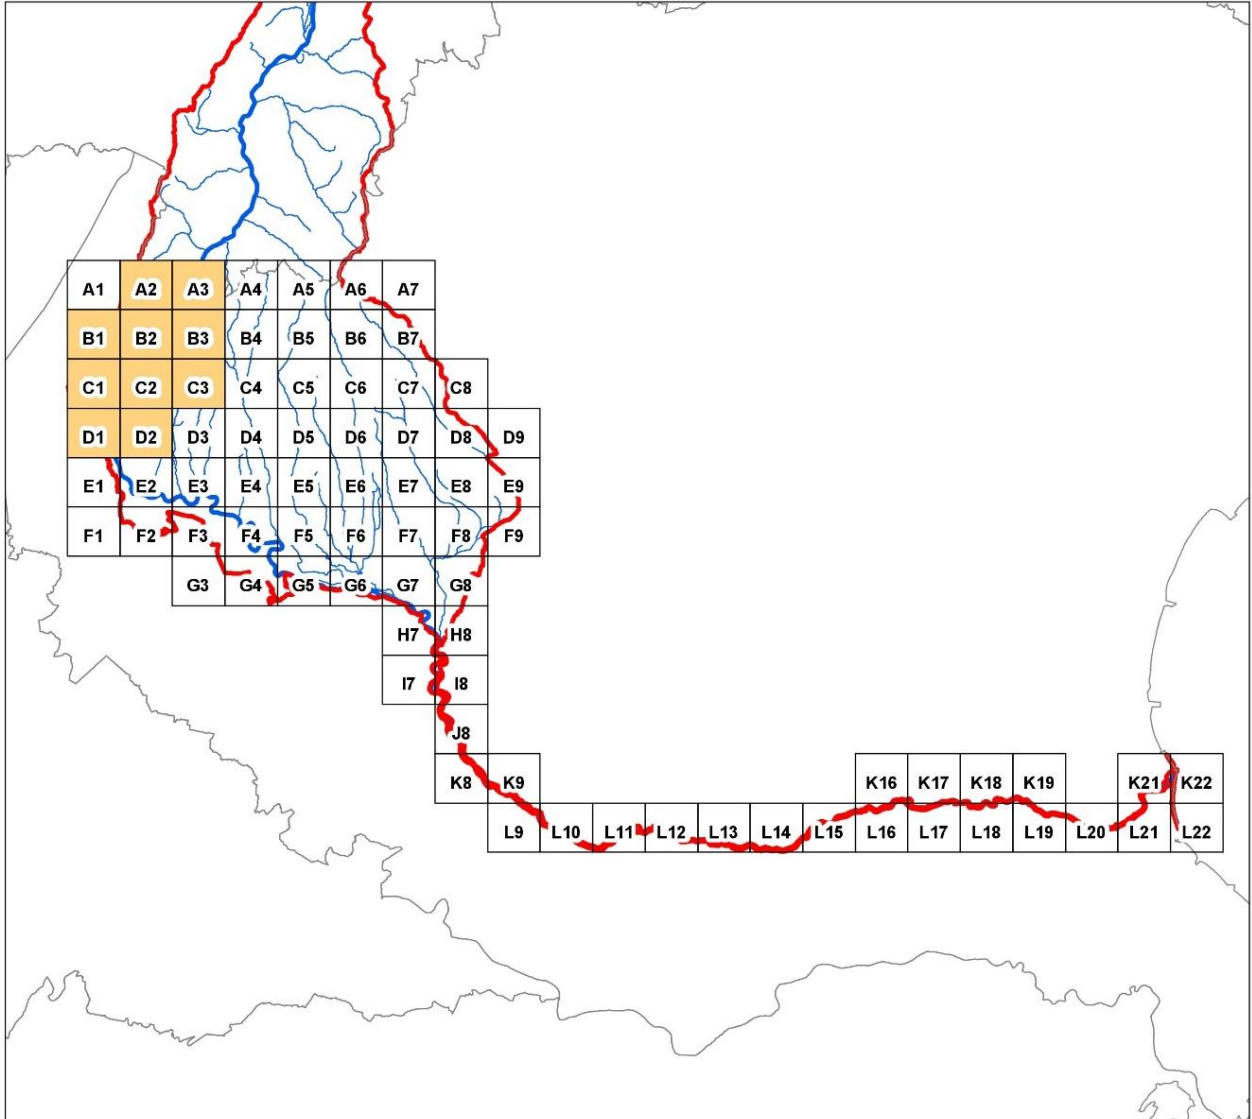 A1 A2 A3 A4 A5 A6 A7
B1 B2 B3 B4 B5 B6 B7
C1 C2 C3 C4 C5 C6 C7 C8
D1 D2 D3 D4 D5 D6 D7 D8 D9
E1 E2 E3 E4 E5 E6 E7 E8 E9
F1 F2 F3 F4 F5 F6 F7 F8 F9
G3 G4 G5 G6 G7 G8
H7 H8
I7 I8
J8
K8 K9 K16 K17 K18 K19 K21 K22
L9 L10 L11 L12 L13 L14 L15 L16 L17 L18 L19 L20 L21 L22